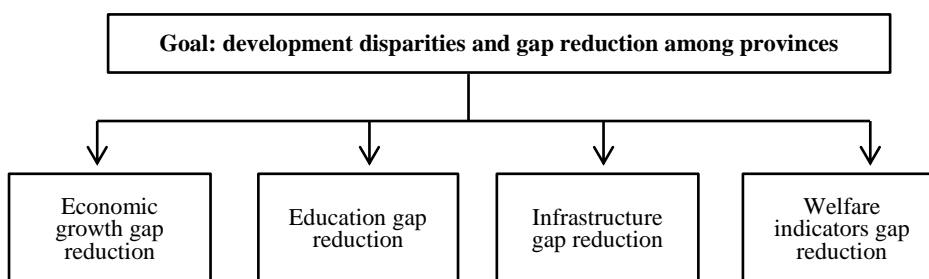 Goal: development disparities and gap reduction among provinces
Economic
growth gap
reduction
Education gap
reduction
Infrastructure
gap reduction
Welfare
indicators gap
reduction